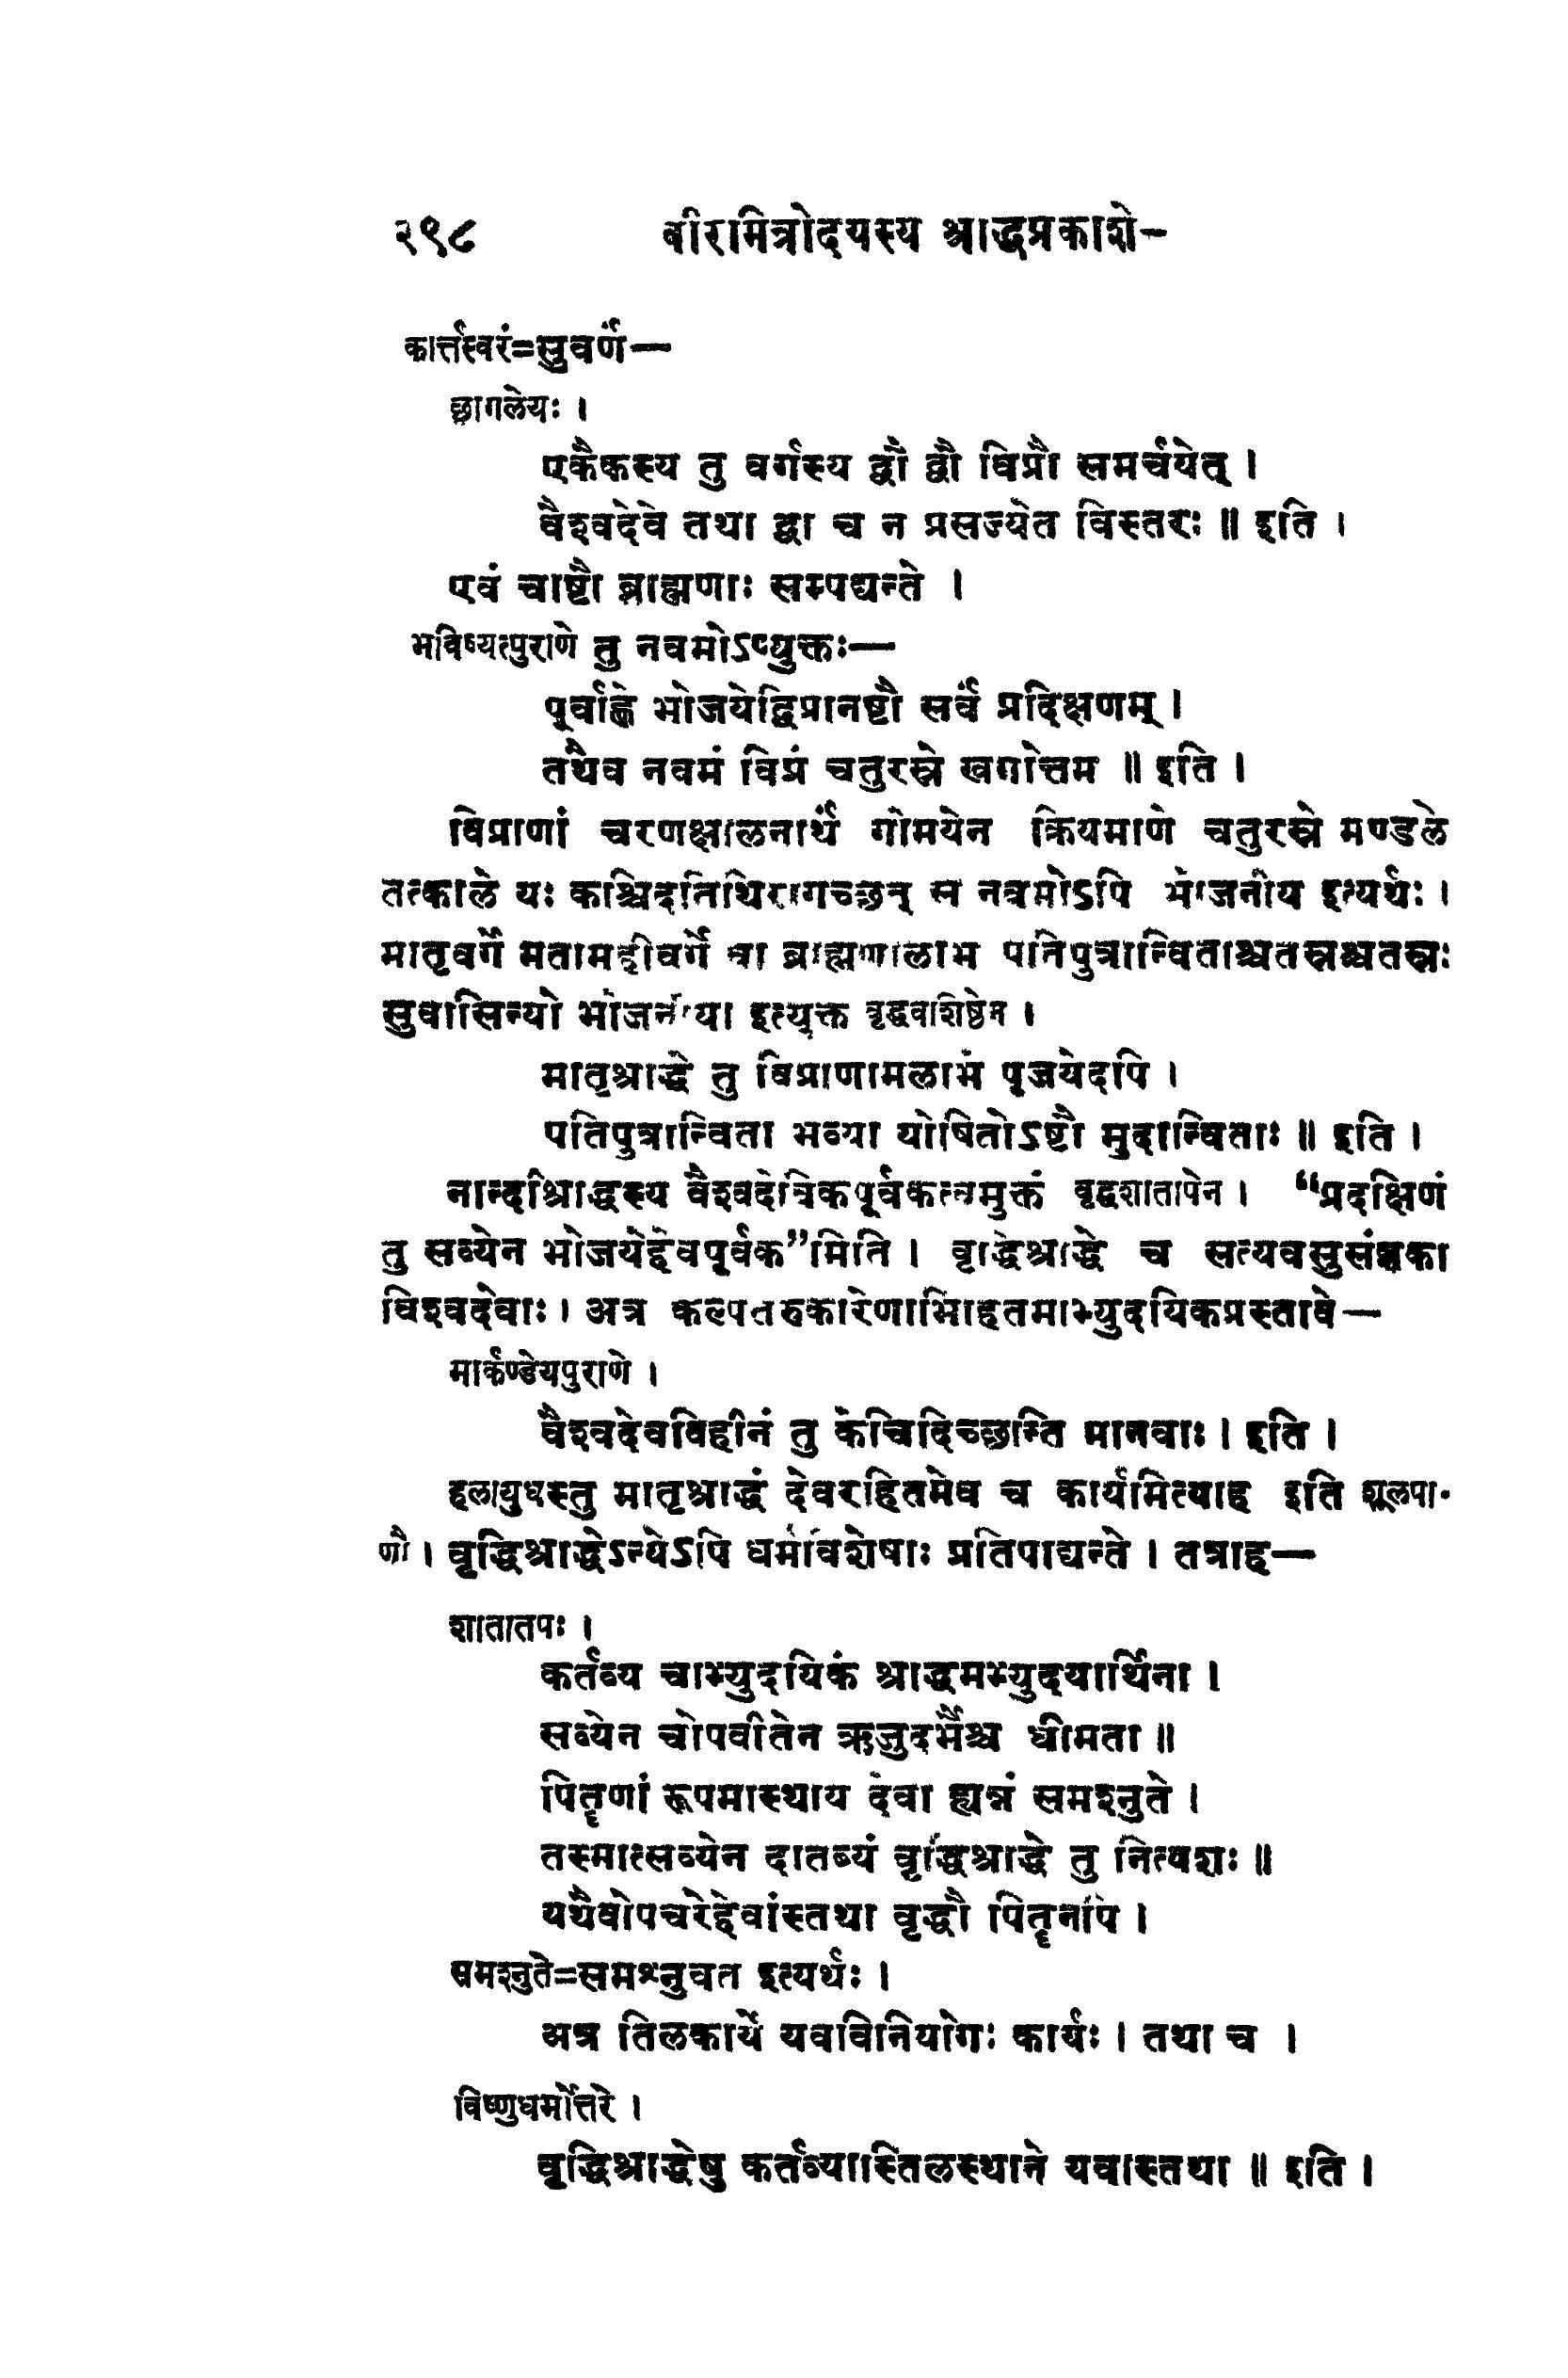 २९८ वीरमित्रोदयस्य श्राद्धप्रकाशे-
कार्त्तस्वरं=सुवर्णं—
छागलेयः ।
एकैकस्य तु वर्गस्य द्वौ द्वौ विप्रौ समर्चयेत् ।
वैश्वदेवे तथा द्वा च न प्रसज्येत विस्तरः ॥ इति ।
एवं चाष्टौ ब्राह्मणाः सम्पद्यन्ते ।
भविष्यत्पुराणे तु नवमोऽप्युक्तः—
पूर्वाह्णे भोजयेद्विप्रानष्टौ सर्वं प्रदिक्षणम् ।
तथैव नवमं विप्रं चतुरस्रे खगोत्तम ॥ इति ।
विप्राणां चरणक्षालनार्थं गोमयेन क्रियमाणे चतुरस्रे मण्डले
तत्काले यः कश्चिदतिथिरागच्छन् स नवमोऽपि भोजनीय इत्यर्थः ।
मातृवर्गे मतामहीवर्गे वा ब्राह्मणालाभ पतिपुत्रान्विताश्चतस्रश्चतस्रः
सुवासिन्यो भोजनीया इत्युक्त वृद्धवाशिष्ठेन ।
मातृश्राद्धे तु विप्राणामलाभे पूजयेदपि ।
पतिपुत्रान्विता भव्या योषितोऽष्टौ मुदान्विताः ॥ इति ।
नान्दीश्राद्धस्य वैश्वदेविकपूर्वकत्वमुक्तं वृद्धशातापेन । “प्रदक्षिणं
तु सव्येन भोजयेद्देवपूर्वक”मिति । वृद्धिश्राद्धे च सत्यवसुसंज्ञका
विश्वदेवाः । अत्र कल्पतरुकारेणाभिहितमाभ्युदयिकप्रस्तावे—
मार्कण्डेयपुराणे ।
वैश्वदेवविहीनं तु केचिदिच्छन्ति मानवाः । इति ।
हलायुधस्तु मातृश्राद्धं देवरहितमेव च कार्यमित्याह इति शूलपा-
णौ । वृद्धिश्राद्धेऽन्येऽपि धर्मविशेषाः प्रतिपाद्यन्ते । तत्राह—
शातातपः ।
कर्तव्य चाभ्युदयिकं श्राद्धमभ्युदयार्थिना ।
सव्येन चोपवीतेन ऋजुदर्भैश्च धीमता ॥
पितॄणां रूपमास्थाय देवा ह्यन्नं समश्नुते ।
तस्मात्सव्येन दातव्यं वृद्धिश्राद्धे तु नित्यशः ॥
यथैवोपचरेद्देवांस्तथा वृद्धौ पितॄनपि ।
समश्नुते=समश्नुवत इत्यर्थः ।
अत्र तिलकार्ये यवविनियोगः कार्यः । तथा च ।
विष्णुधर्मोत्तरे ।
वृद्धिश्राद्धेषु कर्तव्यास्तिलस्थाने यवास्तथा ॥ इति ।